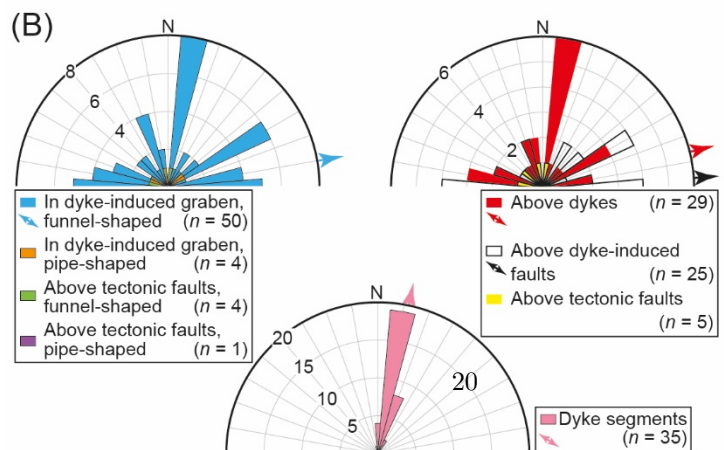 (B)
N
8
6
4
In dyke-induced graben,
funnel-shaped (n = 50)
In dyke-induced graben,
pipe-shaped (n = 4)
Above tectonic faults,
funnel-shaped (n = 4)
Above tectonic faults,
pipe-shaped (n = 1)
N
6
4
2
Above dykes (n = 29)
Above dyke-induced
faults (n = 25)
Above tectonic faults
(n = 5)
N
20
15
10
5
20
Dyke segments
(n = 35)